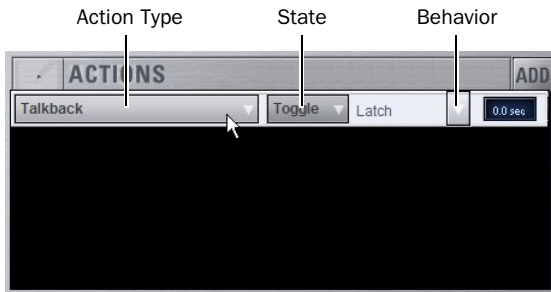 Action Type State Behavior
ACTIONS ADD
Talkback Toggle Latch 0.0 sec